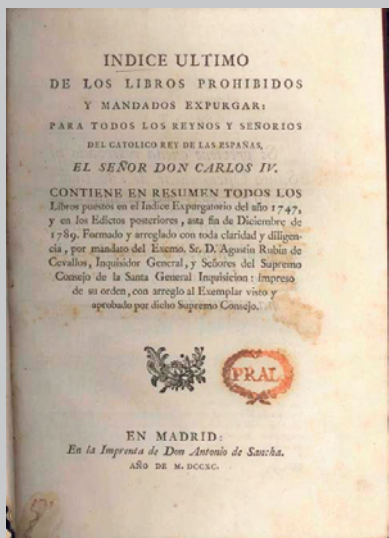 INDICE ULTIMO
DE LOS LIBROS PROHIBIDOS
Y MANDADOS EXPURGAR:
PARA TODOS LOS REYNOS Y SEÑORIOS
DEL CATOLICO REY DE LAS ESPAÑAS,
EL SEÑOR DON CARLOS IV.
CONTIENE EN RESUMEN TODOS LOS
Libros puestos en el Indice Expurgatorio del año 1747,
y en los Edictos posteriores, asta fin de Diciembre de
1789. Formado y arreglado con toda claridad y diligen-
cia, por mandato del Excmo. Sr. D. Agustin Rubin de
Cevallos, Inquisidor General, y Señores del Supremo
Consejo de la Santa General Inquisicion: impreso
de su orden, con arreglo al Exemplar visto y
aprobado por dicho Supremo Consejo.
PRAL
EN MADRID:
En la Imprenta de Don Antonio de Sancha.
AÑO DE M. DCCXC.